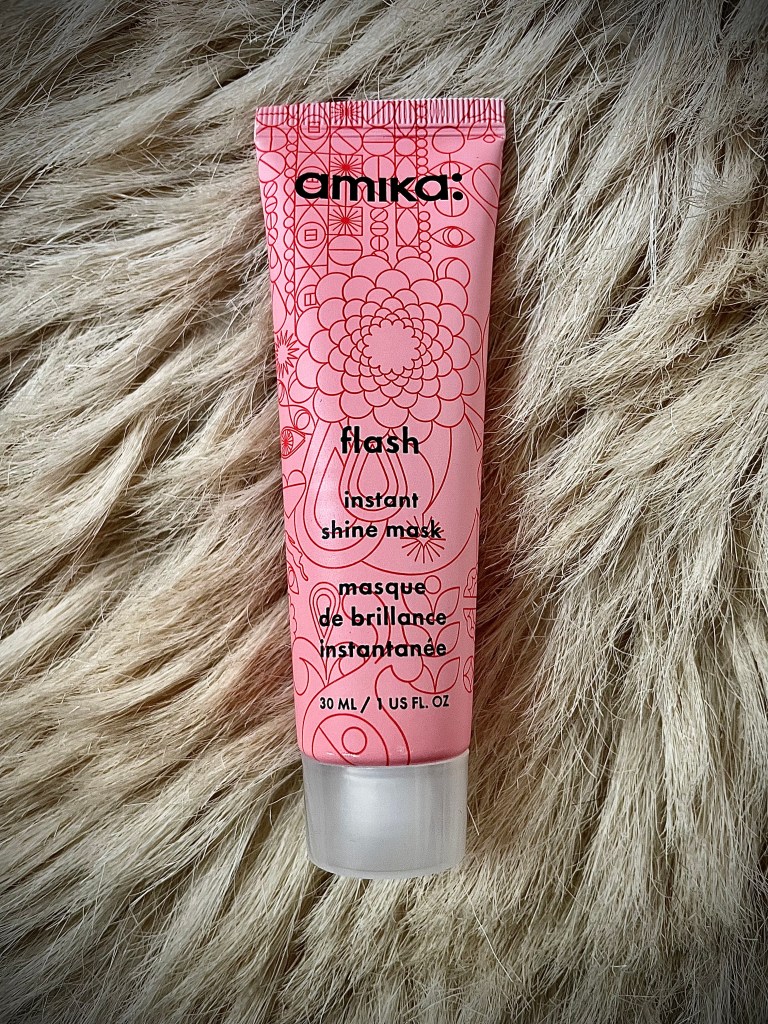 amika:
flash
instant
shine mask
masque
de brillance
instantanée
30 ML / 1 US FL. OZ